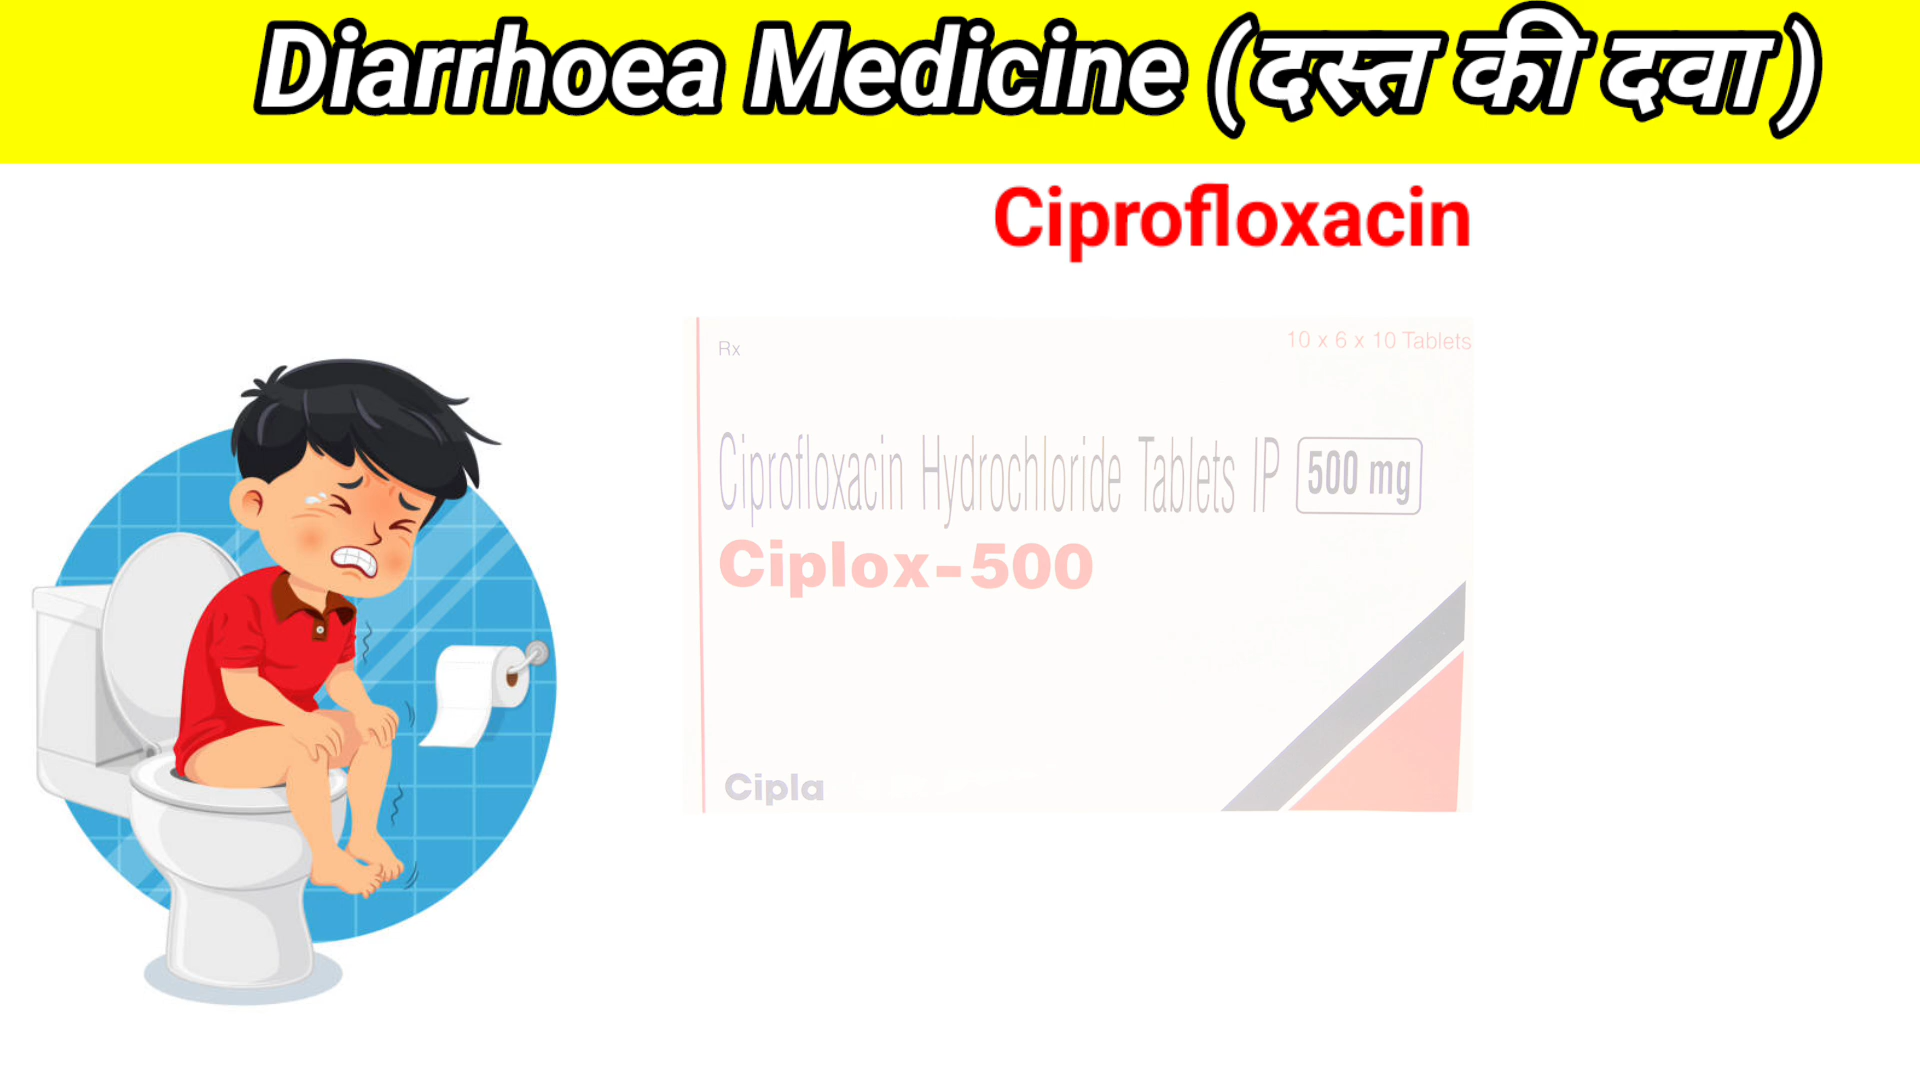 Diarrhoea Medicine (दस्त की दवा)
Ciprofloxacin
Rx
10 x 6 x 10 Tablets
Ciprofloxacin Hydrochloride Tablets IP 500 mg
Ciplox-500
Cipla